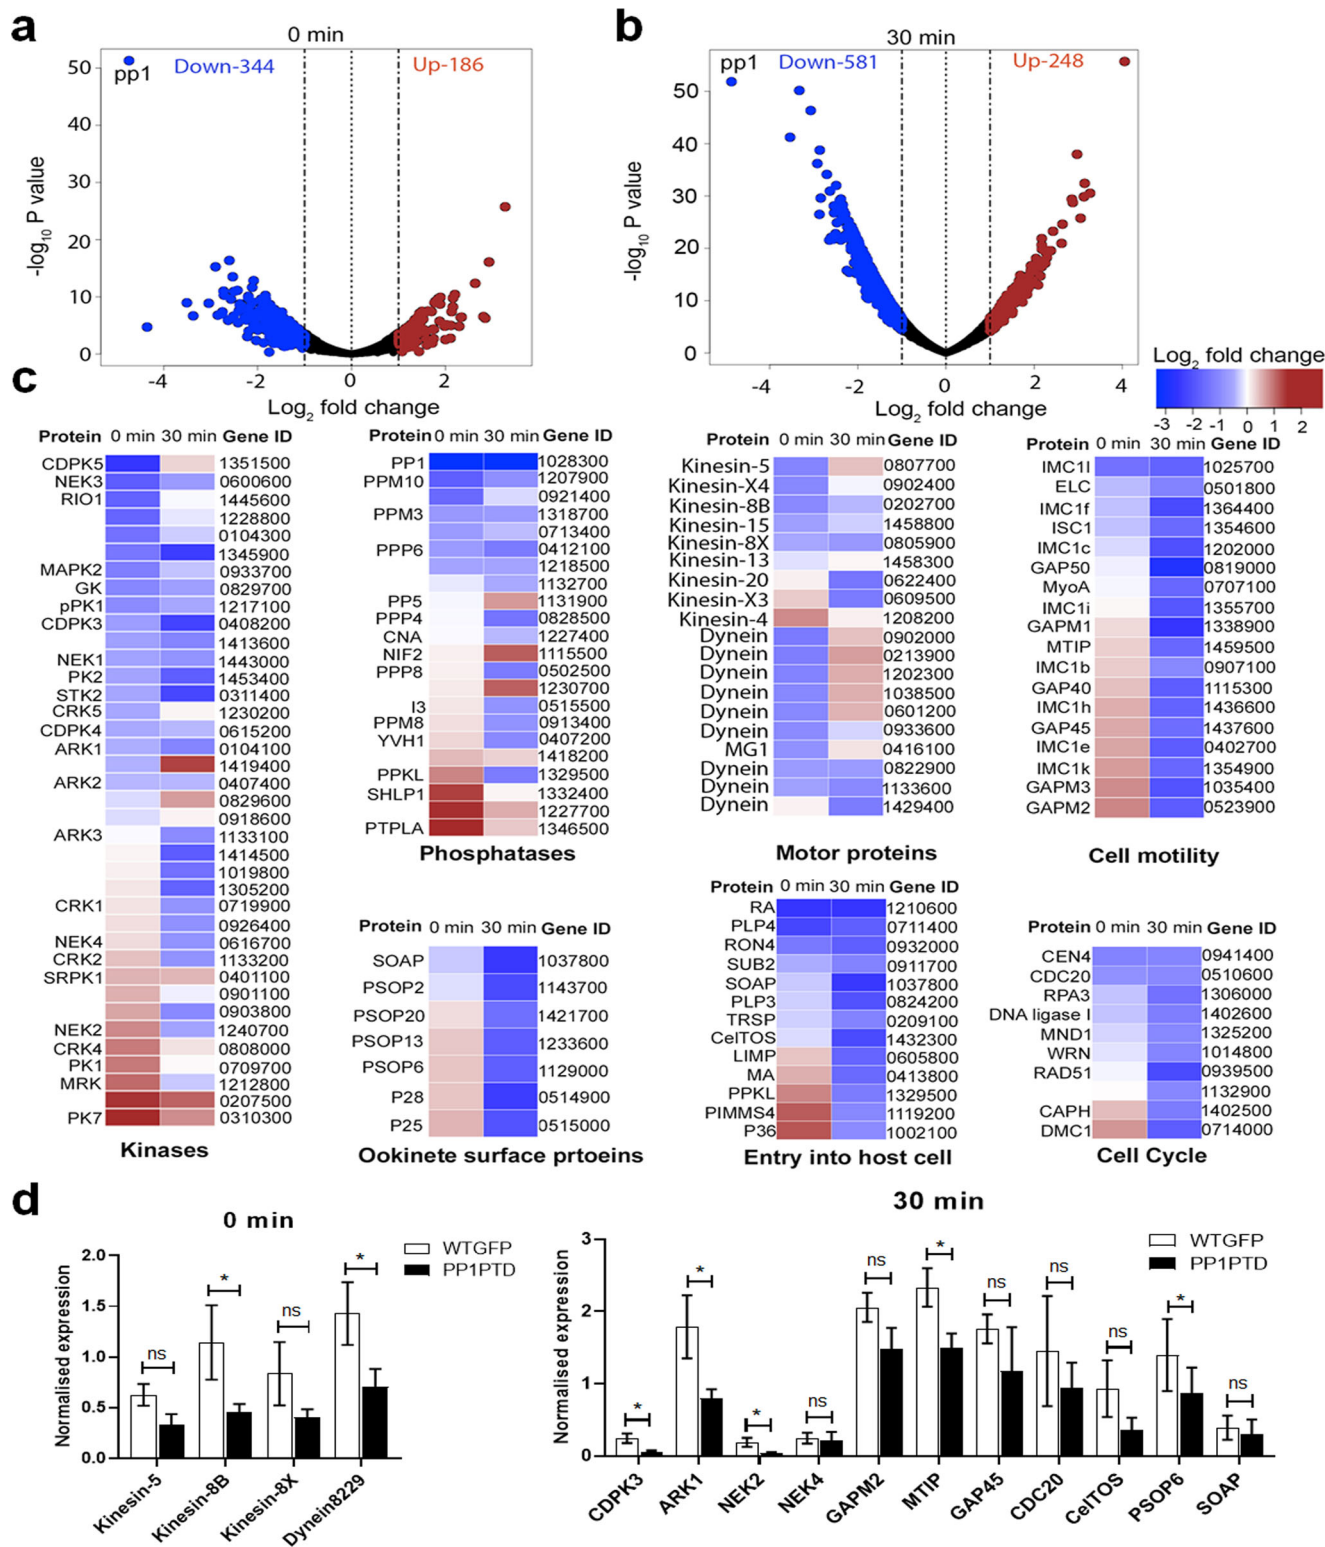 a
0 min
pp1
Down-344
Up-186
50
40
30
20
10
0
-log10 P value
-4
-2
0
2
Log2 fold change
b
30 min
pp1
Down-581
Up-248
50
40
30
20
10
0
-log10 P value
-4
-2
0
2
4
Log2 fold change
Log2 fold change
-3 -2 -1 0 1 2
c
Protein 0 min 30 min Gene ID
CDPK5 1351500
NEK3 0600600
RIO1 1445600
1228800
0104300
1345900
MAPK2 0933700
GK 0829700
pPK1 1217100
CDPK3 0408200
1413600
NEK1 1443000
PK2 1453400
STK2 0311400
CRK5 1230200
CDPK4 0615200
ARK1 0104100
1419400
ARK2 0407400
0829600
0918600
ARK3 1133100
1414500
1019800
1305200
CRK1 0719900
0926400
NEK4 0616700
CRK2 1133200
SRPK1 0401100
0901100
0903800
NEK2 1240700
CRK4 0808000
PK1 0709700
MRK 1212800
0207500
PK7 0310300
Kinases
Protein 0 min 30 min Gene ID
PP1 1028300
PPM10 1207900
0921400
PPM3 1318700
0713400
PPP6 0412100
1218500
1132700
PP5 1131900
PPP4 0828500
CNA 1227400
NIF2 1115500
PPP8 0502500
1230700
I3 0515500
PPM8 0913400
YVH1 0407200
1418200
PPKL 1329500
SHLP1 1332400
1227700
PTPLA 1346500
Phosphatases
Protein 0 min 30 min Gene ID
SOAP 1037800
PSOP2 1143700
PSOP20 1421700
PSOP13 1233600
PSOP6 1129000
P28 0514900
P25 0515000
Ookinete surface prtoeins
Protein 0 min 30 min Gene ID
Kinesin-5 0807700
Kinesin-X4 0902400
Kinesin-8B 0202700
Kinesin-15 1458800
Kinesin-8X 0805900
Kinesin-13 1458300
Kinesin-20 0622400
Kinesin-X3 0609500
Kinesin-4 1208200
Dynein 0902000
Dynein 0213900
Dynein 1202300
Dynein 1038500
Dynein 0601200
Dynein 0933600
MG1 0416100
Dynein 0822900
Dynein 1133600
Dynein 1429400
Motor proteins
Protein 0 min 30 min Gene ID
IMC1l 1025700
ELC 0501800
IMC1f 1364400
ISC1 1354600
IMC1c 1202000
GAP50 0819000
MyoA 0707100
IMC1i 1355700
GAPM1 1338900
MTIP 1459500
IMC1b 0907100
GAP40 1115300
IMC1h 1436600
GAP45 1437600
IMC1e 0402700
IMC1k 1354900
GAPM3 1035400
GAPM2 0523900
Cell motility
Protein 0 min 30 min Gene ID
RA 1210600
PLP4 0711400
RON4 0932000
SUB2 0911700
SOAP 1037800
PLP3 0824200
TRSP 0209100
CelTOS 1432300
LIMP 0605800
MA 0413800
PPKL 1329500
PIMMS4 1119200
P36 1002100
Entry into host cell
Protein 0 min 30 min Gene ID
CEN4 0941400
CDC20 0510600
RPA3 1306000
DNA ligase I 1402600
MND1 1325200
WRN 1014800
RAD51 0939500
1132900
CAPH 1402500
DMC1 0714000
Cell Cycle
d
0 min
WTGFP
PP1PTD
Normalised expression
2.0
1.5
1.0
0.5
0.0
ns
*
ns
*
Kinesin-5
Kinesin-8B
Kinesin-8X
Dynein8229
30 min
WTGFP
PP1PTD
Normalised expression
3
2
1
0
*
*
*
ns
ns
*
ns
ns
ns
*
ns
CDPK3
ARK1
NEK2
NEK4
GAPM2
MTIP
GAP45
CDC20
CelTOS
PSOP6
SOAP